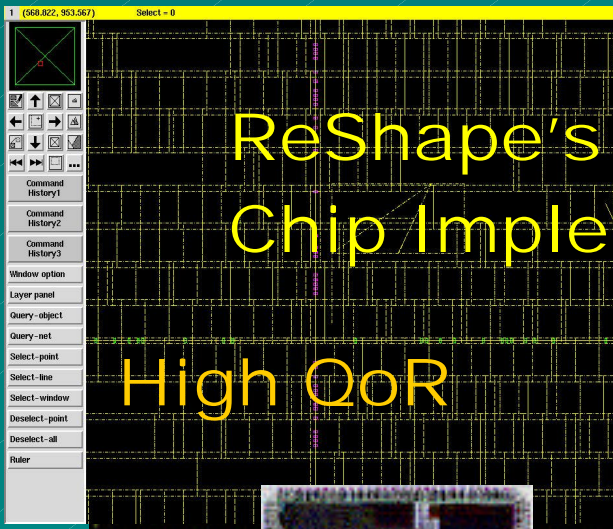 1 (568.822, 953.567) Select = 0
Command
History1
Command
History2
Command
History3
Window option
Layer panel
Query-object
Query-net
Select-point
Select-line
Select-window
Deselect-point
Deselect-all
Ruler
ReShape's
Chip Imple
High QoR